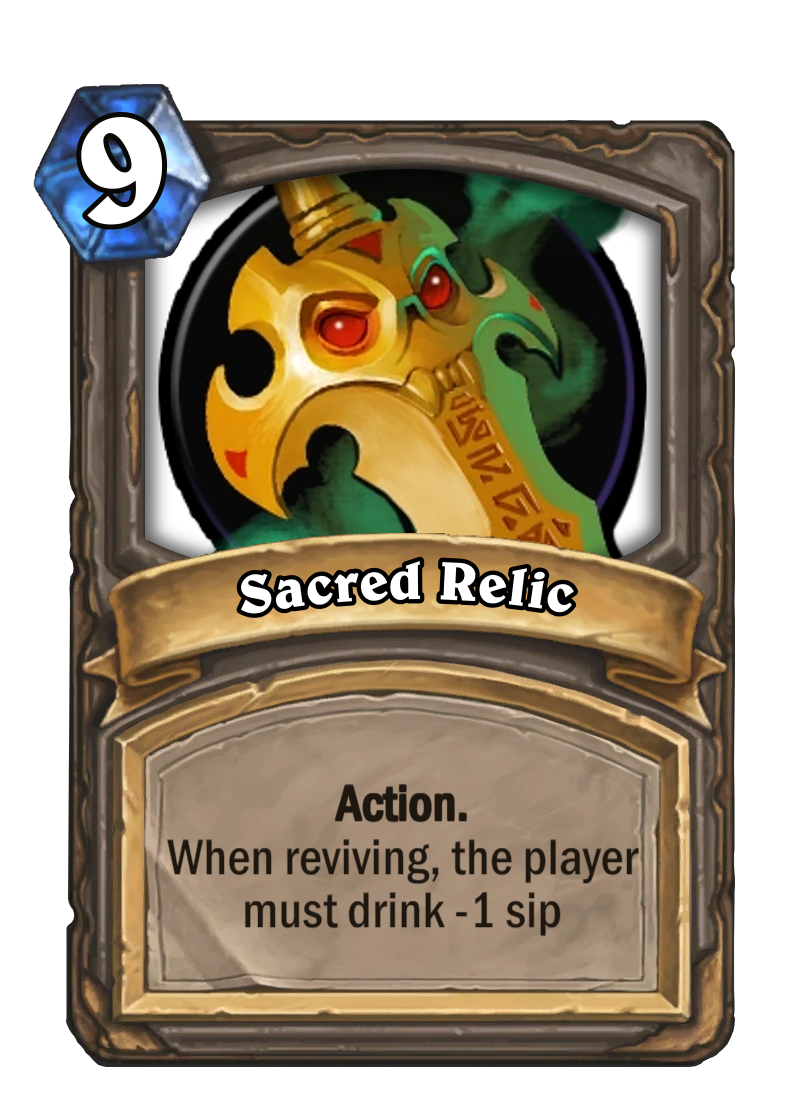 9
Sacred Relic
Action.
When reviving, the player
must drink -1 sip